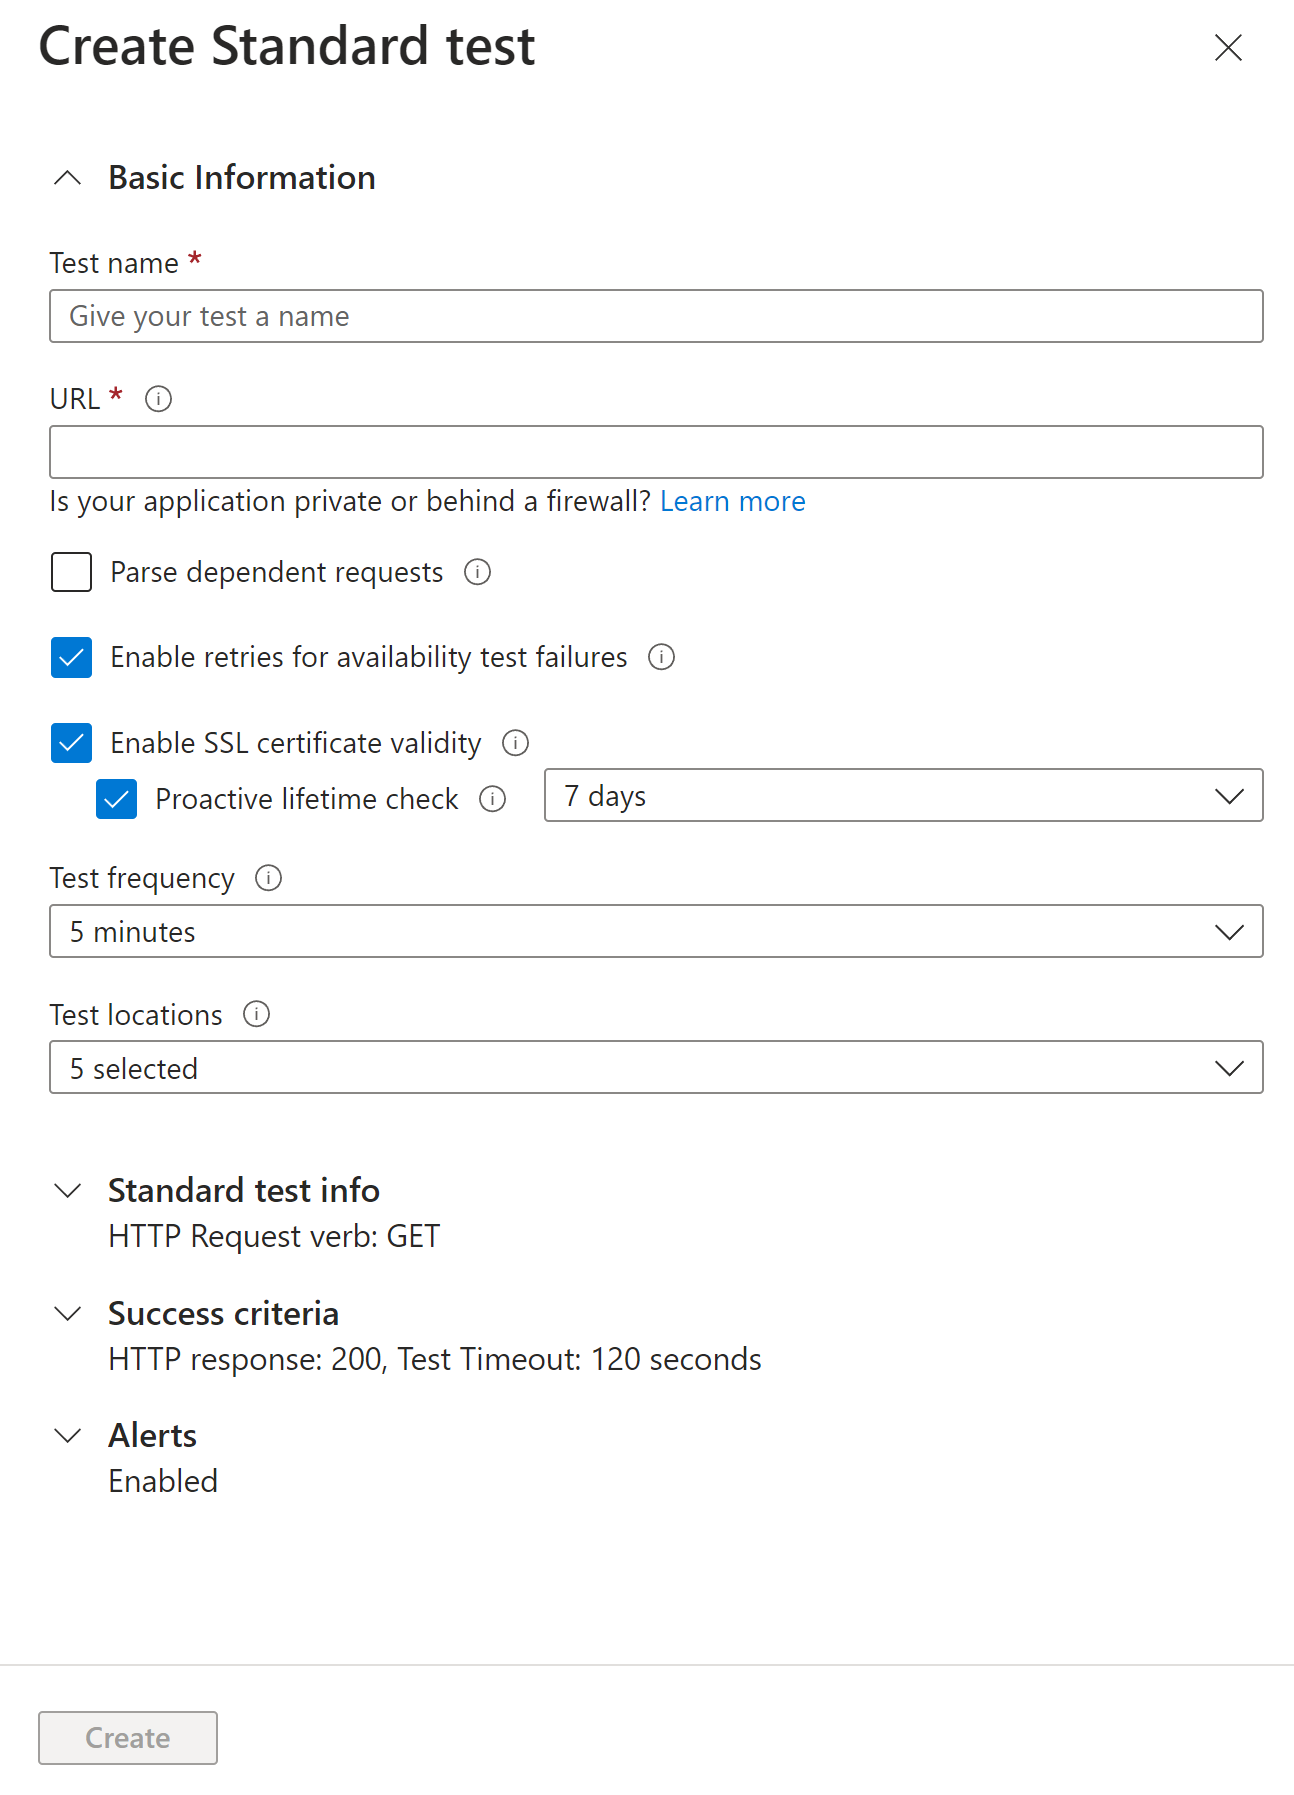 Create Standard test
Basic Information
Test name *
Give your test a name
URL *
Is your application private or behind a firewall? Learn more
Parse dependent requests
Enable retries for availability test failures
Enable SSL certificate validity
Proactive lifetime check
7 days
Test frequency
5 minutes
Test locations
5 selected
Standard test info
HTTP Request verb: GET
Success criteria
HTTP response: 200, Test Timeout: 120 seconds
Alerts
Enabled
Create